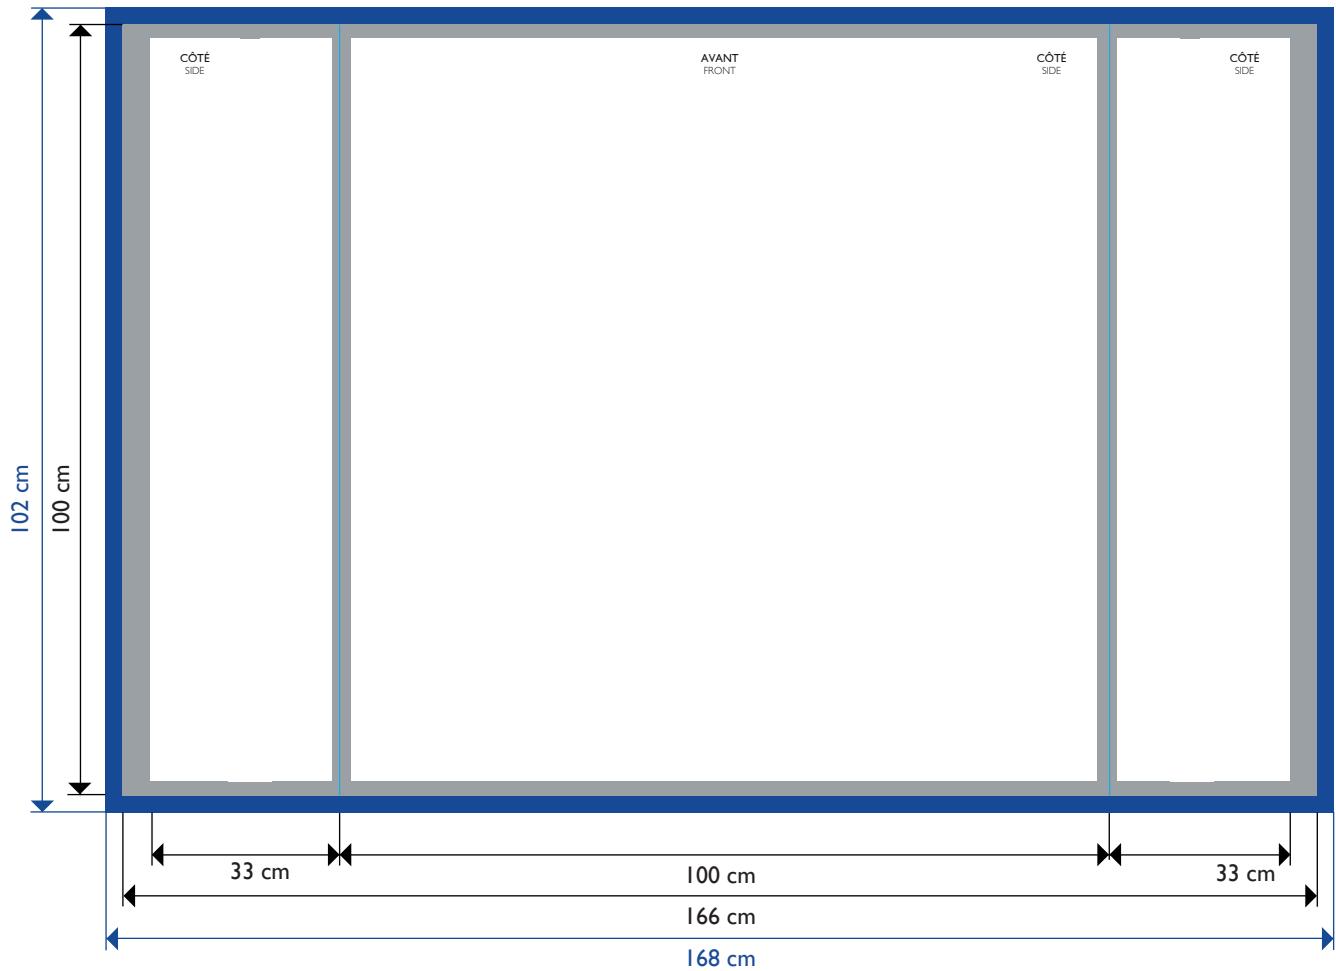 CÔTÉ
SIDE
AVANT
FRONT
CÔTÉ
SIDE
CÔTÉ
SIDE
102 cm
100 cm
33 cm
100 cm
33 cm
166 cm
168 cm